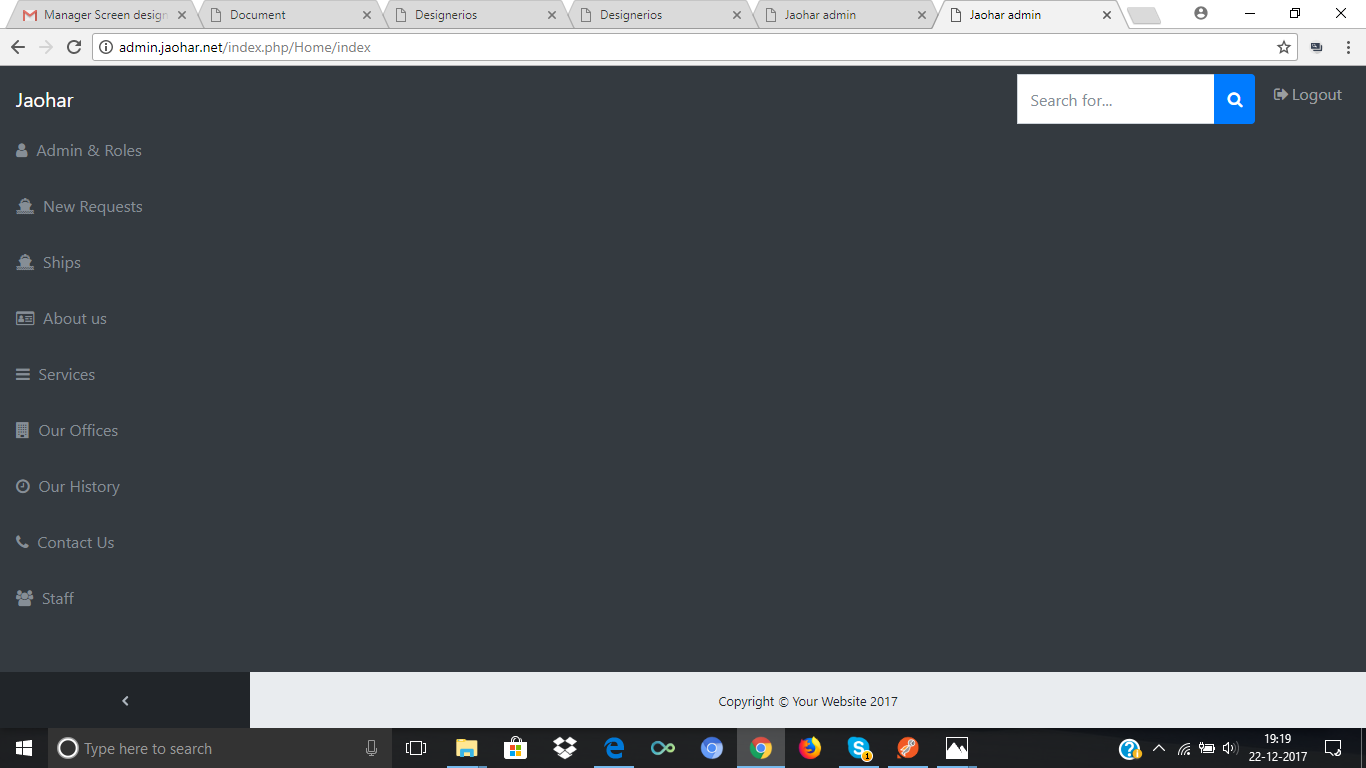 Manager Screen design
Document
Designerios
Designerios
Jaohar admin
Jaohar admin
admin.jaohar.net/index.php/Home/index
Jaohar
Search for...
Logout
Admin & Roles
New Requests
Ships
About us
Services
Our Offices
Our History
Contact Us
Staff
Copyright © Your Website 2017
Type here to search
1
19:19
22-12-2017